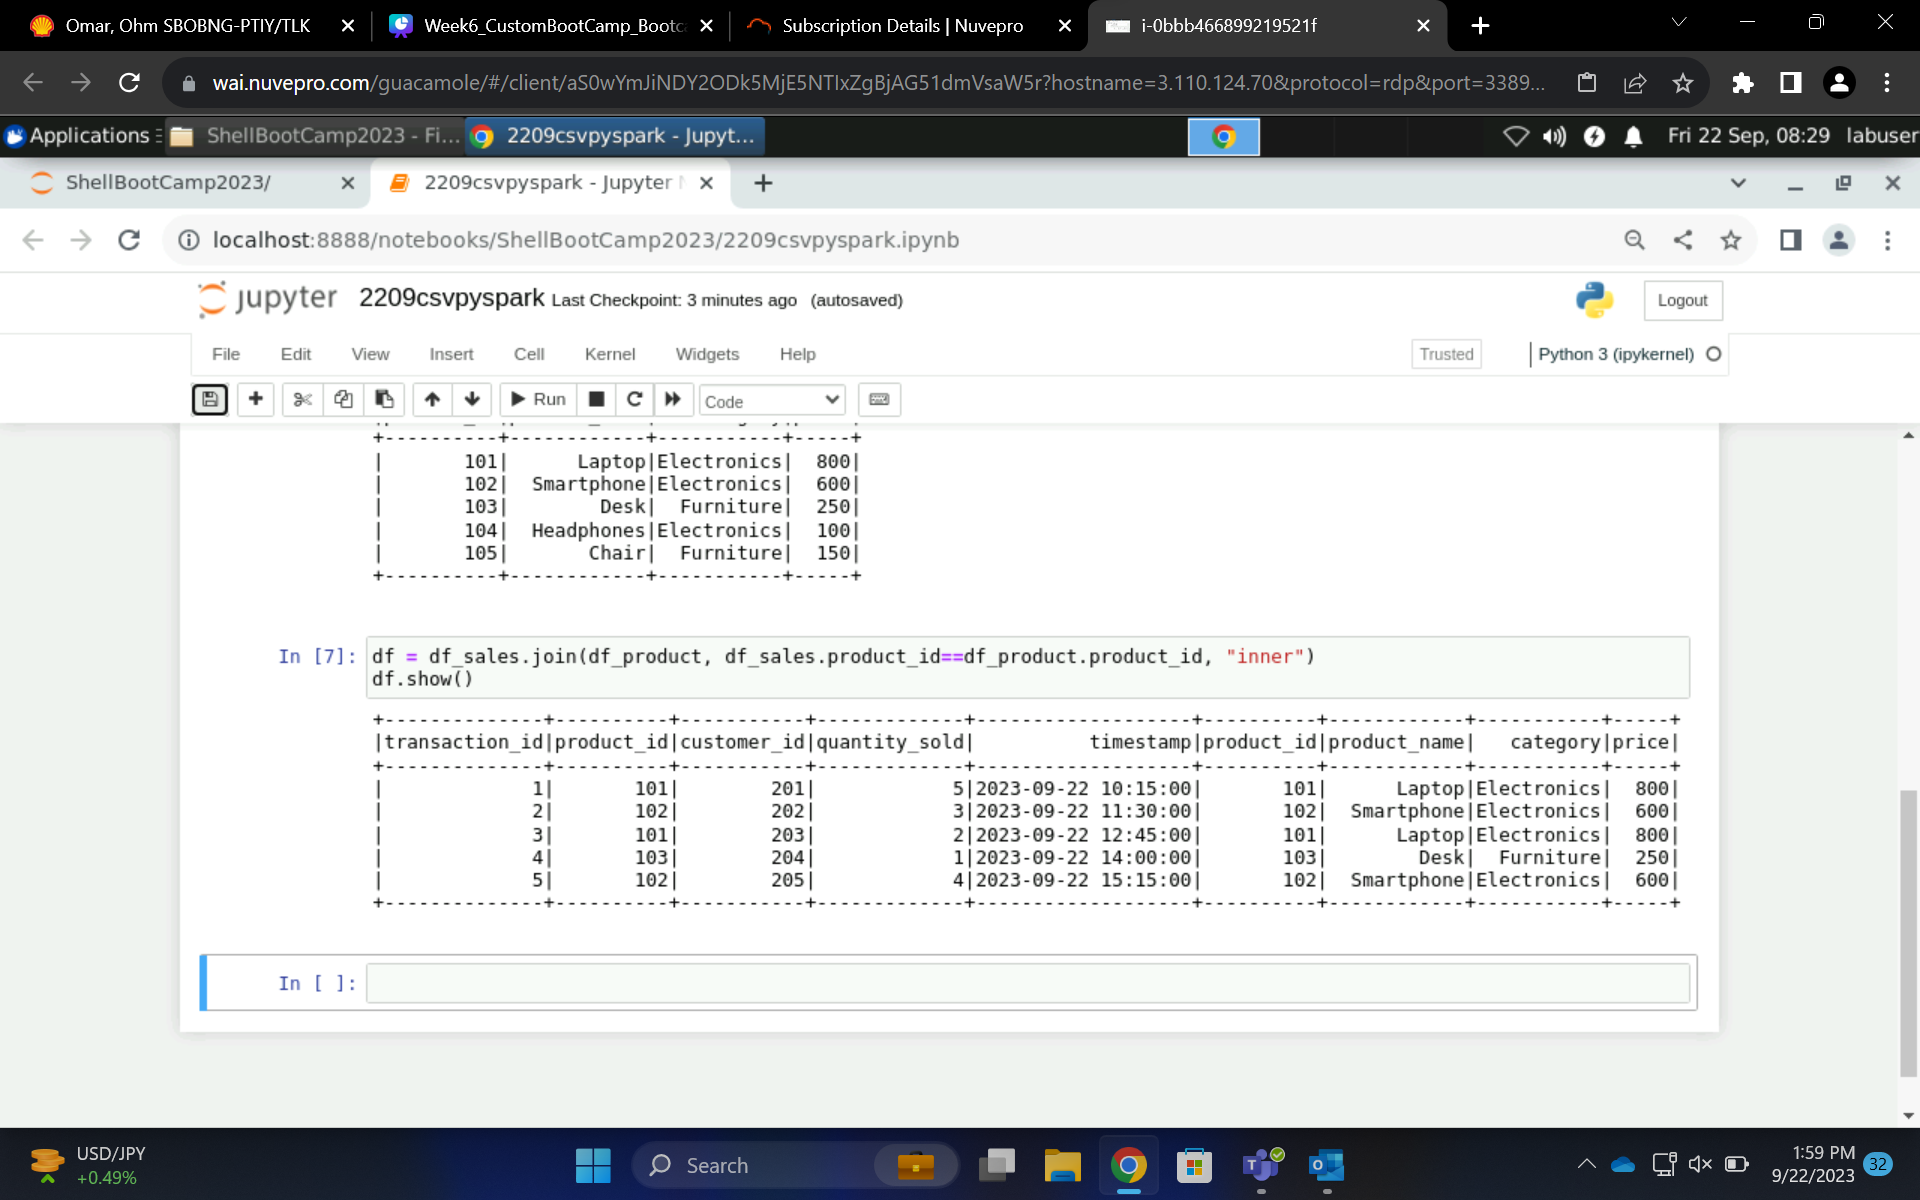 Omar, Ohm SBOBNG-PTIY/TLK
Week6_CustomBootCamp_Bootc
Subscription Details | Nuvepro
i-0bbb466899219521f
wai.nuvepro.com/guacamole/#/client/aS0wYmJiNDY2ODk5MjE5NTIxZgBjAG51dmVsaW5r?hostname=3.110.124.70&protocol=rdp&port=3389...
Applications
ShellBootCamp2023 - Fi...
2209csvpyspark - Jupyt...
Fri 22 Sep, 08:29
labuser
ShellBootCamp2023/
2209csvpyspark - Jupyter
localhost:8888/notebooks/ShellBootCamp2023/2209csvpyspark.ipynb
jupyter 2209csvpyspark Last Checkpoint: 3 minutes ago (autosaved)
Logout
File Edit View Insert Cell Kernel Widgets Help
Trusted
Python 3 (ipykernel)
Run
Code
+----------+------------+-----------+-----+
| 101| Laptop|Electronics| 800|
| 102| Smartphone|Electronics| 600|
| 103| Desk| Furniture| 250|
| 104| Headphones|Electronics| 100|
| 105| Chair| Furniture| 150|
+----------+------------+-----------+-----+
In [7]: df = df_sales.join(df_product, df_sales.product_id==df_product.product_id, "inner")
df.show()
+--------------+----------+-----------+-------------+-------------------+----------+------------+-----------+-----+
|transaction_id|product_id|customer_id|quantity_sold| timestamp|product_id|product_name| category|price|
+--------------+----------+-----------+-------------+-------------------+----------+------------+-----------+-----+
| 1| 101| 201| 5|2023-09-22 10:15:00| 101| Laptop|Electronics| 800|
| 2| 102| 202| 3|2023-09-22 11:30:00| 102| Smartphone|Electronics| 600|
| 3| 101| 203| 2|2023-09-22 12:45:00| 101| Laptop|Electronics| 800|
| 4| 103| 204| 1|2023-09-22 14:00:00| 103| Desk| Furniture| 250|
| 5| 102| 205| 4|2023-09-22 15:15:00| 102| Smartphone|Electronics| 600|
+--------------+----------+-----------+-------------+-------------------+----------+------------+-----------+-----+
In [ ]:
USD/JPY
+0.49%
Search
1:59 PM
9/22/2023
32